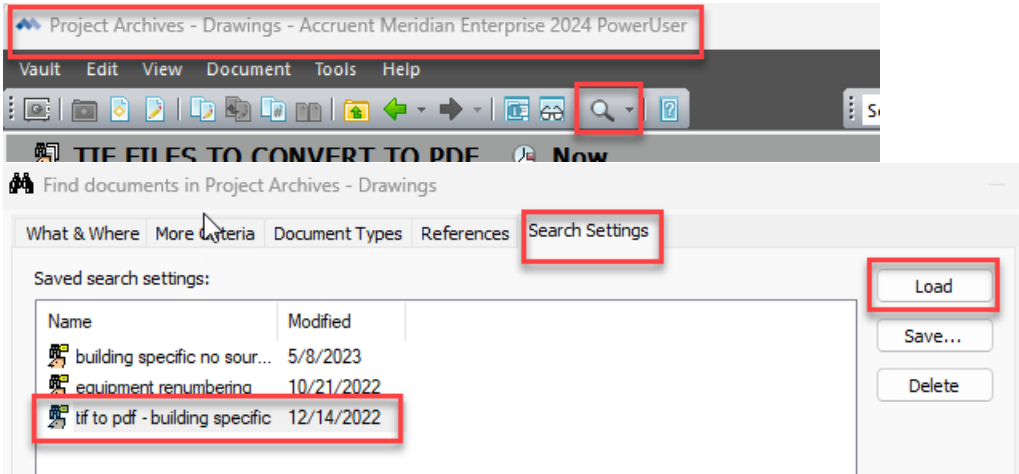 Project Archives - Drawings - Accruent Meridian Enterprise 2024 PowerUser
Vault Edit View Document Tools Help
TIF FILES TO CONVERT TO PDF Now
Find documents in Project Archives - Drawings
What & Where More Criteria Document Types References Search Settings
Saved search settings:
Load
Name Modified
Save...
building specific no sour... 5/8/2023
equipment renumbering 10/21/2022
Delete
tif to pdf - building specific 12/14/2022